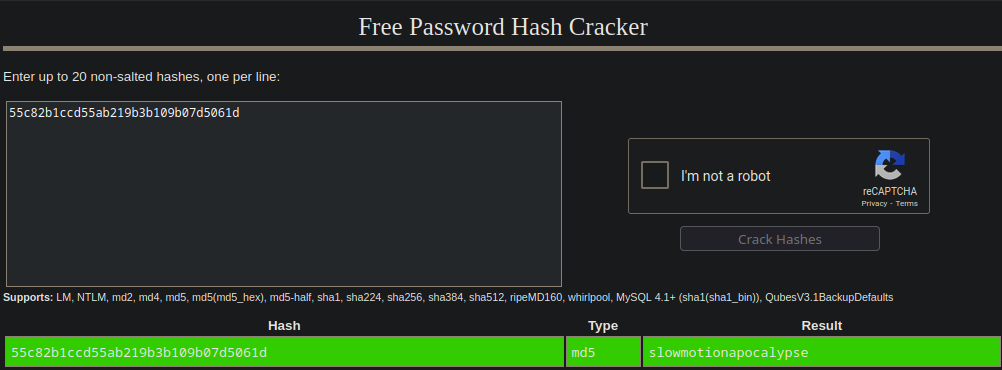 Free Password Hash Cracker
Enter up to 20 non-salted hashes, one per line:
55c82b1ccd55ab219b3b109b07d5061d
I'm not a robot
reCAPTCHA
Privacy - Terms
Crack Hashes
Supports: LM, NTLM, md2, md4, md5, md5(md5_hex), md5-half, sha1, sha224, sha256, sha384, sha512, ripeMD160, whirlpool, MySQL 4.1+ (sha1(sha1_bin)), QubesV3.1BackupDefaults
Hash Type Result
55c82b1ccd55ab219b3b109b07d5061d md5 slowmotionapocalypse